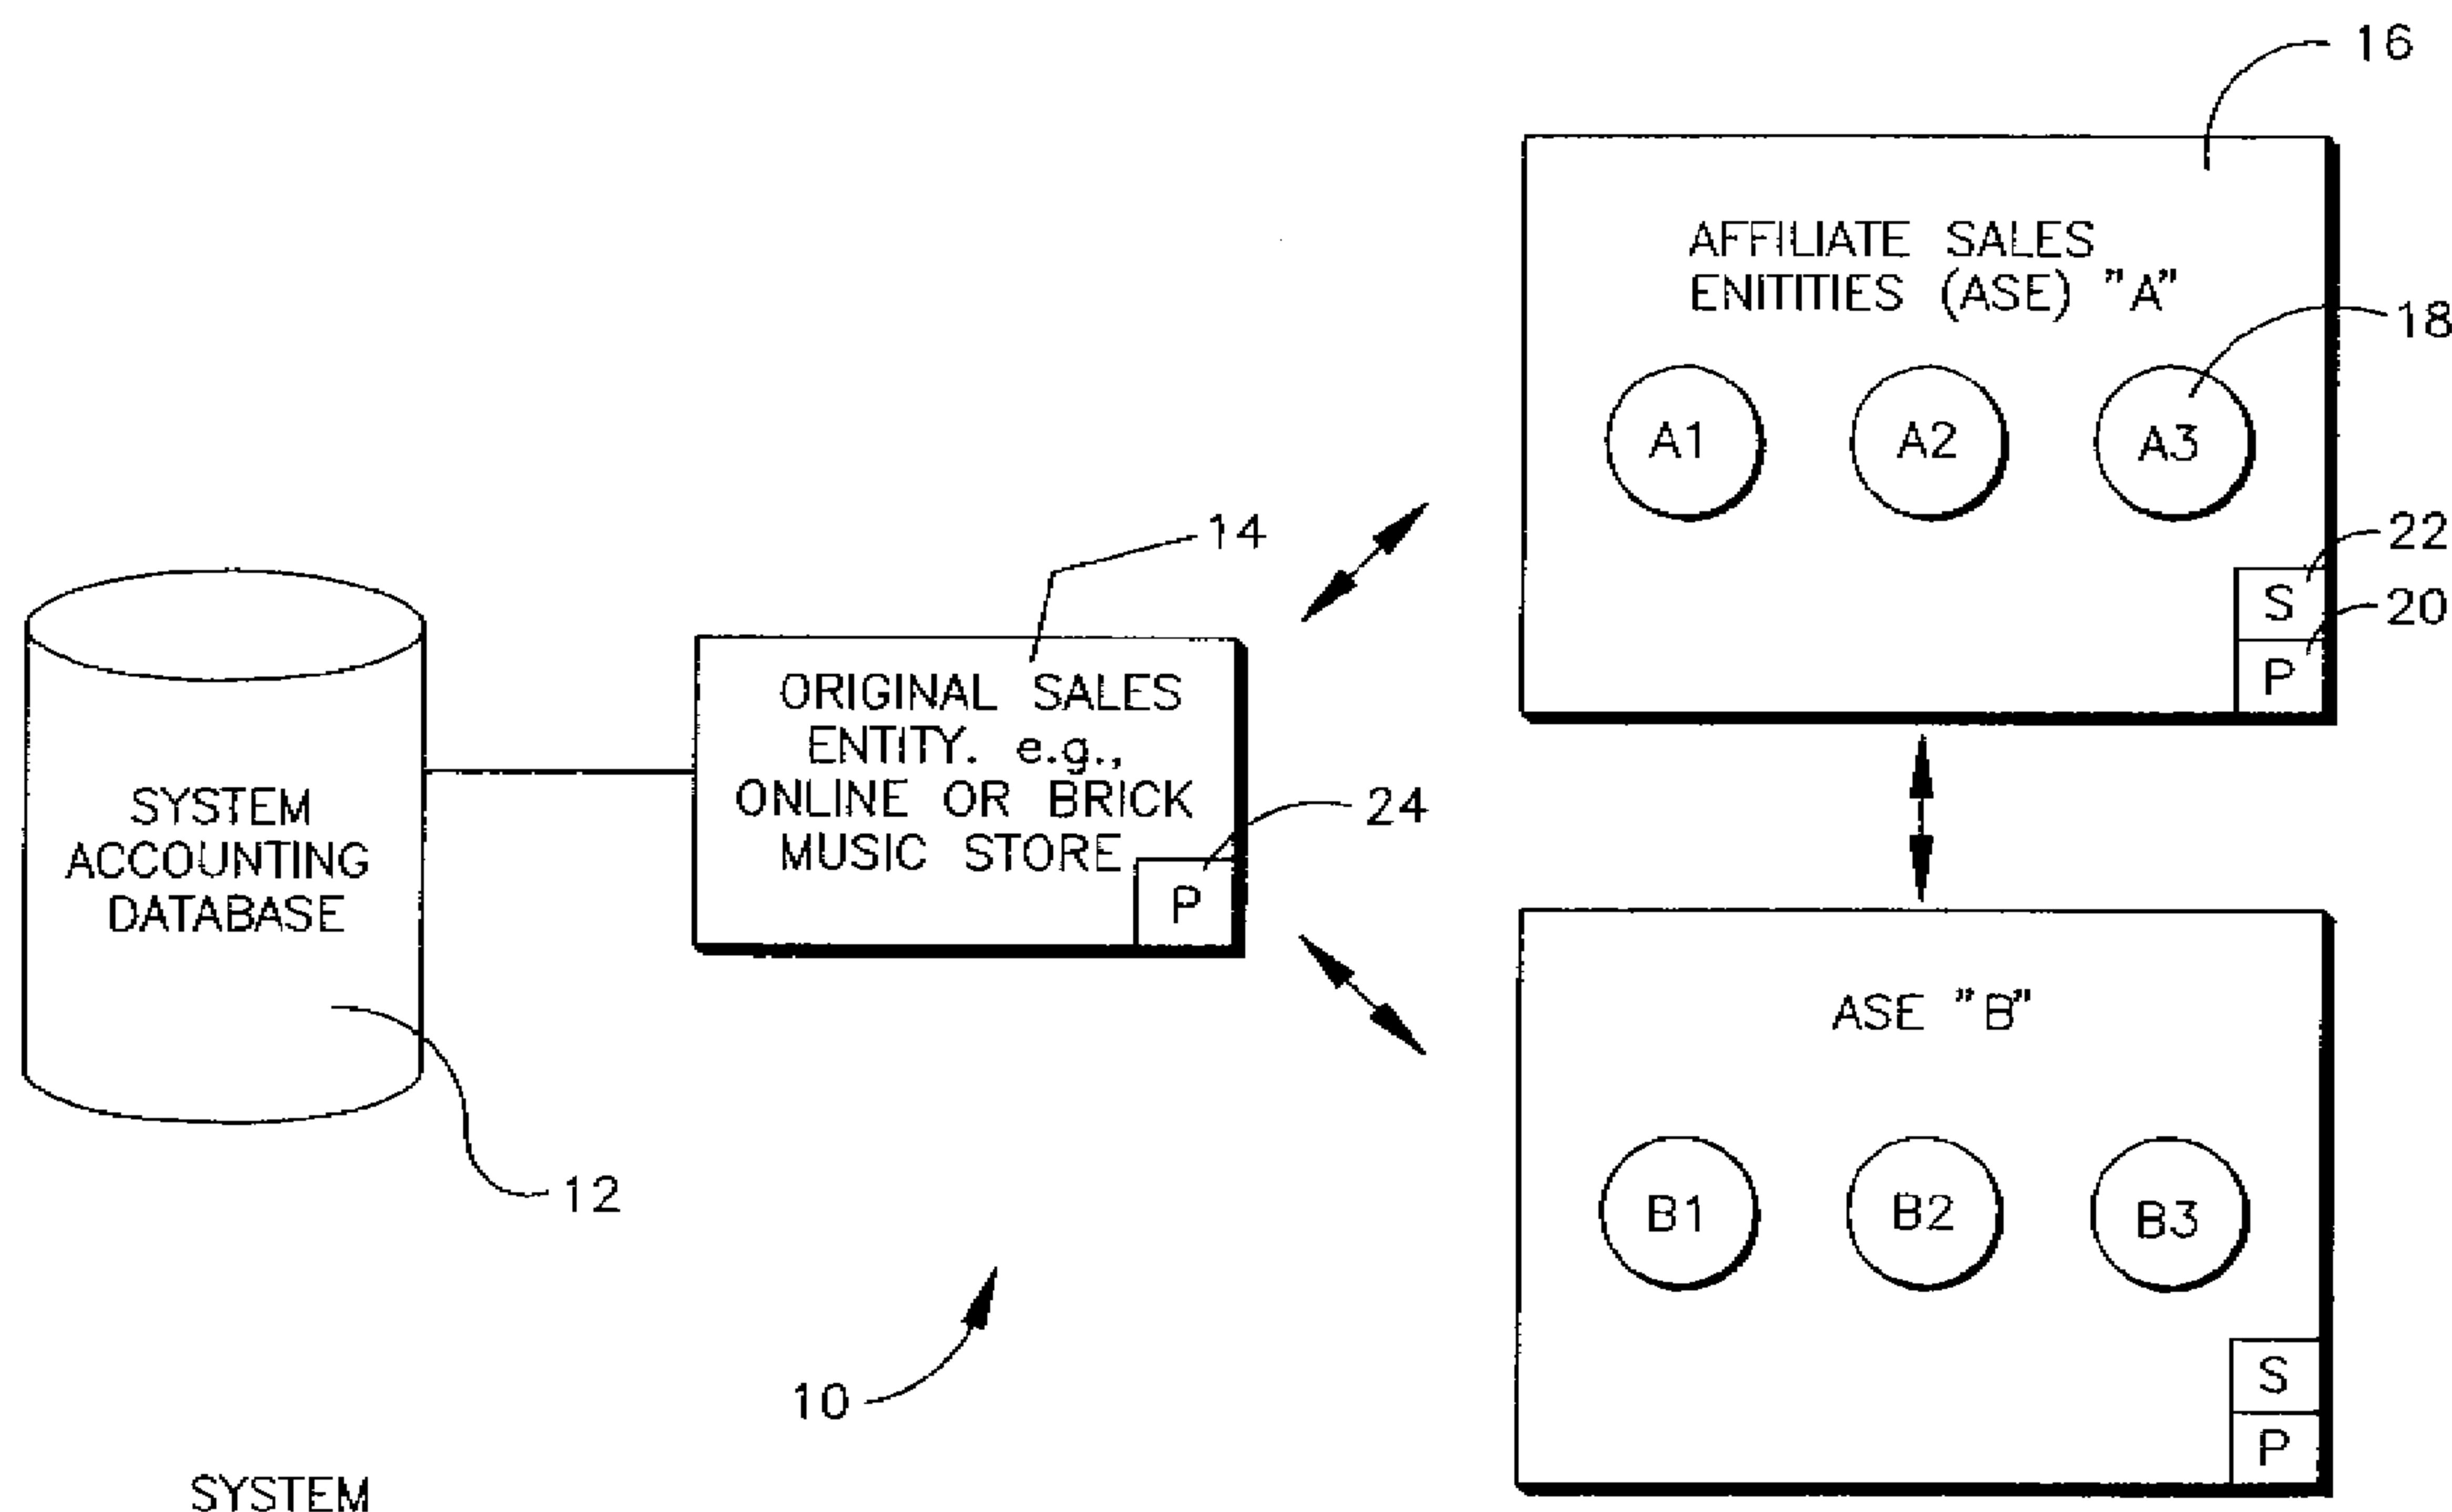 16
AFFILIATE SALES
ENITITIES (ASE) "A"
18
A1
A2
A3
22
S
20
P
14
ORIGINAL SALES
ENTITY. e.g.,
ONLINE OR BRICK
MUSIC STORE
24
P
SYSTEM
ACCOUNTING
DATABASE
12
ASE "B"
B1
B2
B3
S
P
10
SYSTEM